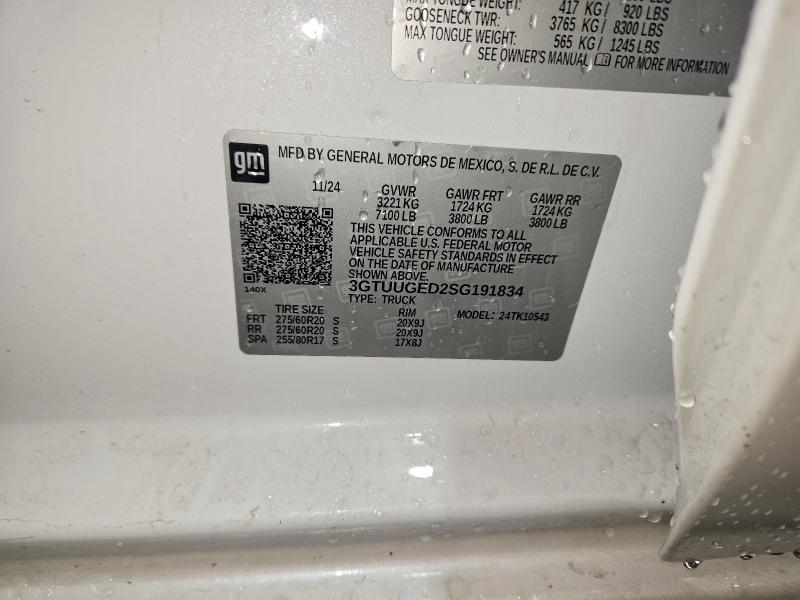 MAX TONGUE WEIGHT: 417 KG / 920 LBS
GOOSENECK TWR: 3765 KG / 8300 LBS
MAX TONGUE WEIGHT: 565 KG / 1245 LBS
SEE OWNER'S MANUAL FOR MORE INFORMATION
gm MFD BY GENERAL MOTORS DE MEXICO, S. DE R.L. DE C.V.
11/24 GVWR GAWR FRT GAWR RR
3221 KG 1724 KG 1724 KG
7100 LB 3800 LB 3800 LB
THIS VEHICLE CONFORMS TO ALL
APPLICABLE U.S. FEDERAL MOTOR
VEHICLE SAFETY STANDARDS IN EFFECT
ON THE DATE OF MANUFACTURE
SHOWN ABOVE.
140X 3GTUUGED2SG191834
TYPE: TRUCK
TIRE SIZE RIM MODEL: 24TK10543
FRT 275/60R20 S 20X9J
RR 275/60R20 S 20X9J
SPA 255/80R17 S 17X8J